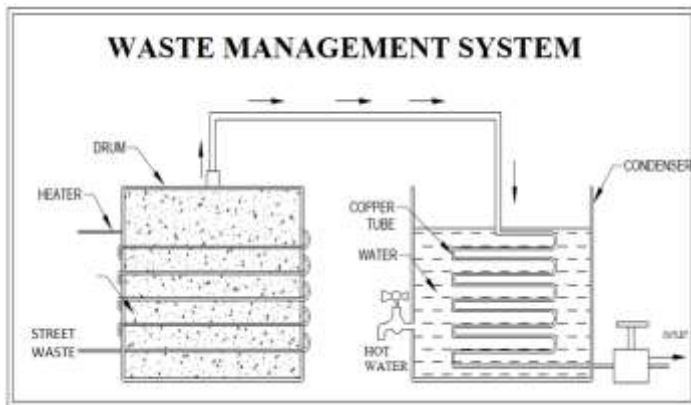 WASTE MANAGEMENT SYSTEM
DRUM
CONDENSER
HEATER
COPPER
TUBE
WATER
STREET
WASTE
HOT
WATER